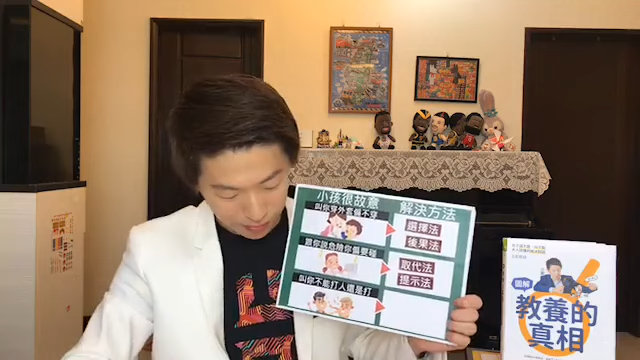 小孩很故意
解決方法
叫你穿外套偏不穿
選擇法
後果法
跟你說危險你偏要碰
取代法
提示法
叫你不能打人還是打
圖解
教養的
真相